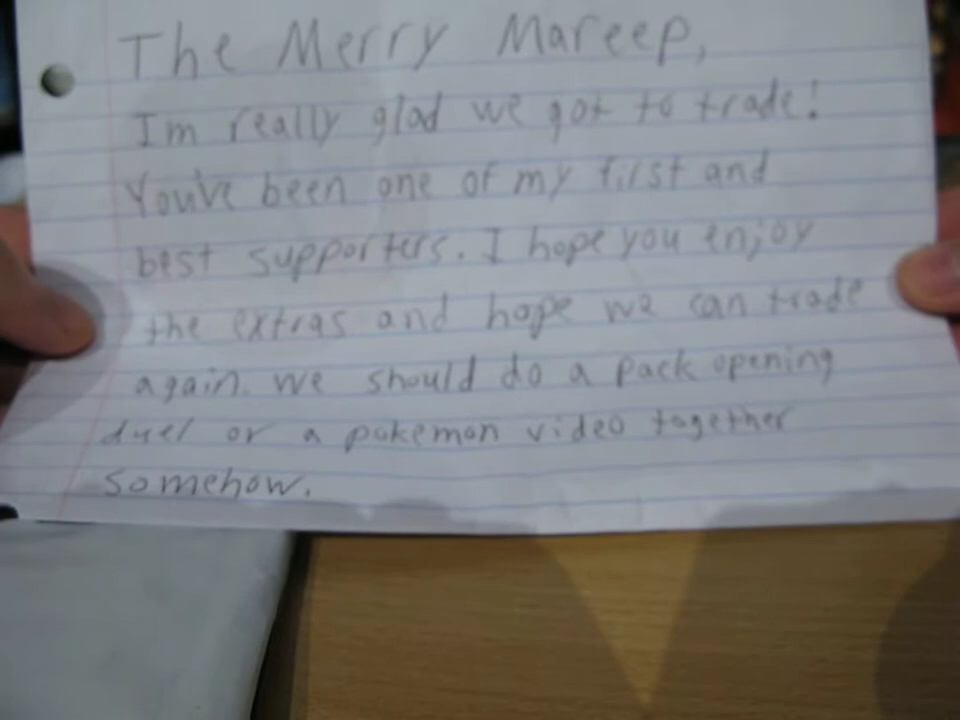 The Merry Mareep,
Im really glad we got to trade!
You've been one of my first and
best supporters. I hope you enjoy
the extras and hope we can trade
again. We should do a pack opening
duel or a pokemon video together
somehow.